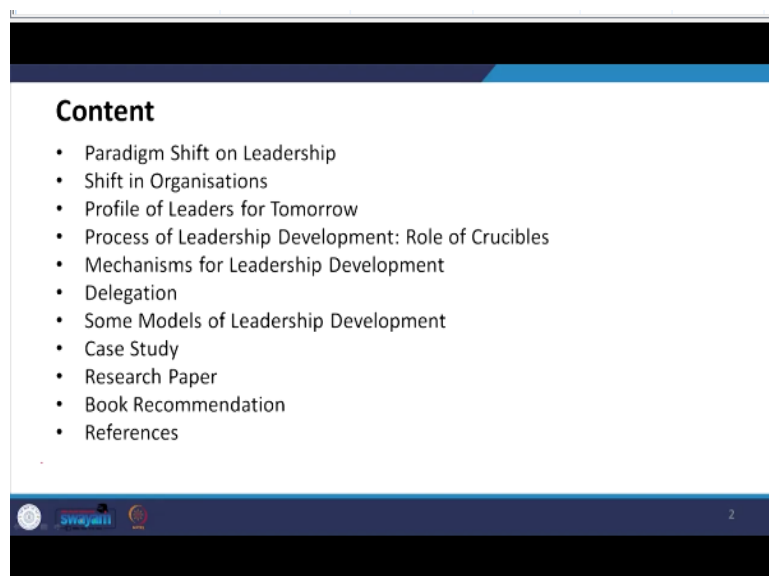 Content
• Paradigm Shift on Leadership
• Shift in Organisations
• Profile of Leaders for Tomorrow
• Process of Leadership Development: Role of Crucibles
• Mechanisms for Leadership Development
• Delegation
• Some Models of Leadership Development
• Case Study
• Research Paper
• Book Recommendation
• References
swayam
2